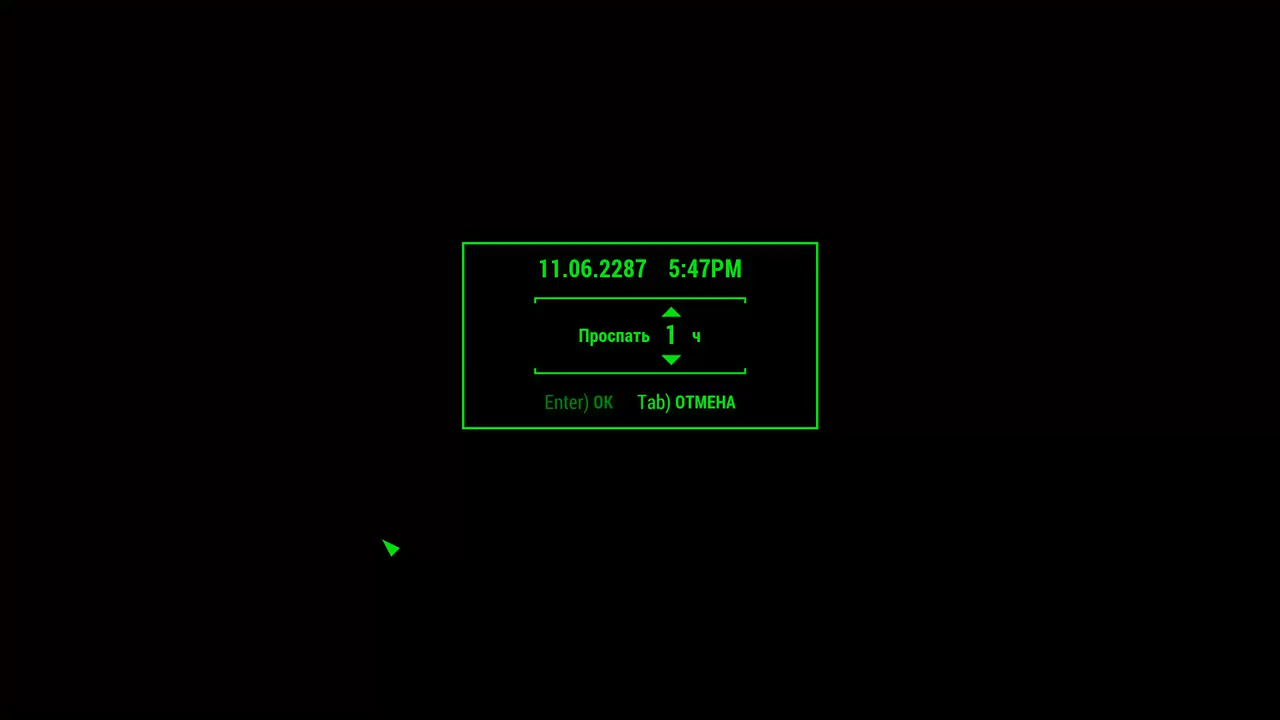 11.06.2287 5:47PM
Проспать 1 ч
Enter) ОК Tab) ОТМЕНА